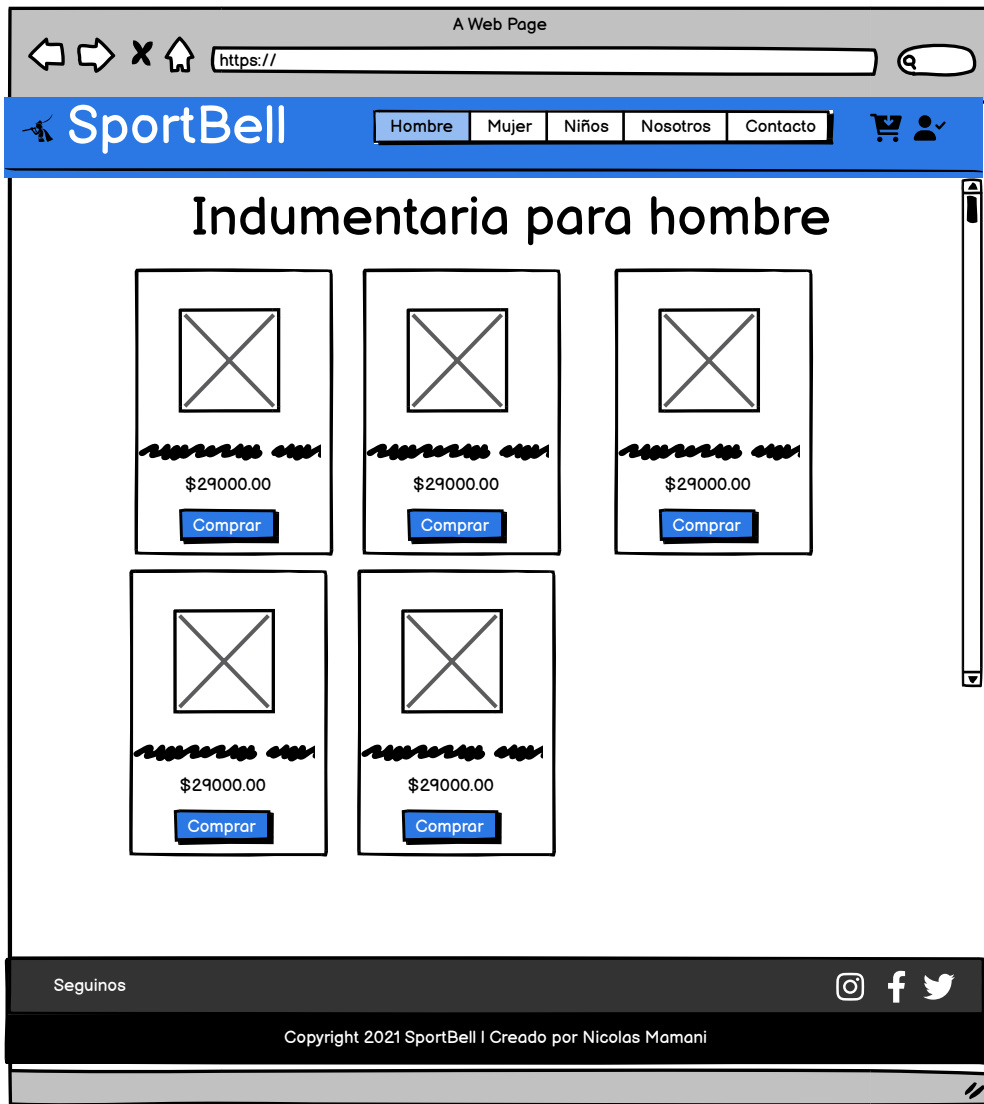 A Web Page
https://
SportBell
Hombre
Mujer
Niños
Nosotros
Contacto
Indumentaria para hombre
$29000.00
$29000.00
$29000.00
Comprar
Comprar
Comprar
$29000.00
$29000.00
Comprar
Comprar
Seguinos
Copyright 2021 SportBell | Creado por Nicolas Mamani